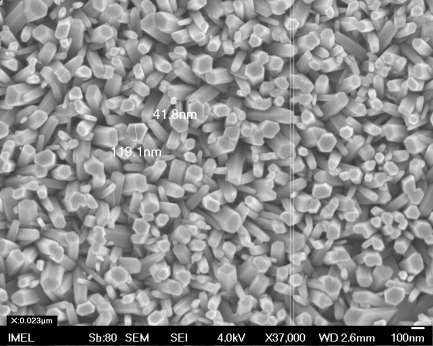 41.8nm
119.1nm
X:0.023µm
IMEL Sb:80 SEM SEI 4.0kV X37,000 WD 2.6mm 100nm